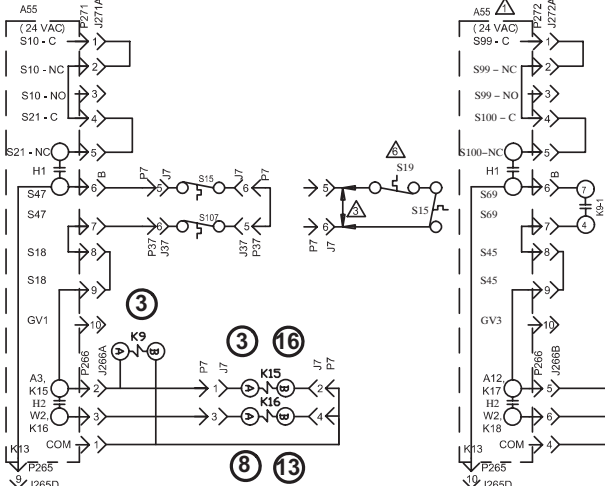 A55
(24 VAC)
P271
J271A
S10 - C
1
S10 - NC
2
S10 - NO
3
S21 - C
4
S21 - NC
5
H1
S47
6
B
P7
5
J7
S15
6
J7
P7
S47
7
P37
6
J37
S107
5
J37
P37
S18
8
S18
9
GV1
10
P266
J266A
3
K9
A
B
A3,
K15
2
H2
W2,
K16
3
COM
1
P7
J7
1
3
16
K15
A
B
2
J7
P7
3
K16
A
B
4
8
13
K13
P265
9
J265D
5
6
P7
J7
3
6
S19
S15
A55
(24 VAC)
1
P272
J272A
S99 - C
1
S99 - NC
2
S99 - NO
3
S100 - C
4
S100-NC
5
H1
S69
6
B
7
K9-1
4
S69
7
S45
8
S45
9
GV3
10
P266
J266B
A12,
K17
5
H2
W2,
K18
6
COM
4
K13
P265
10
J265D